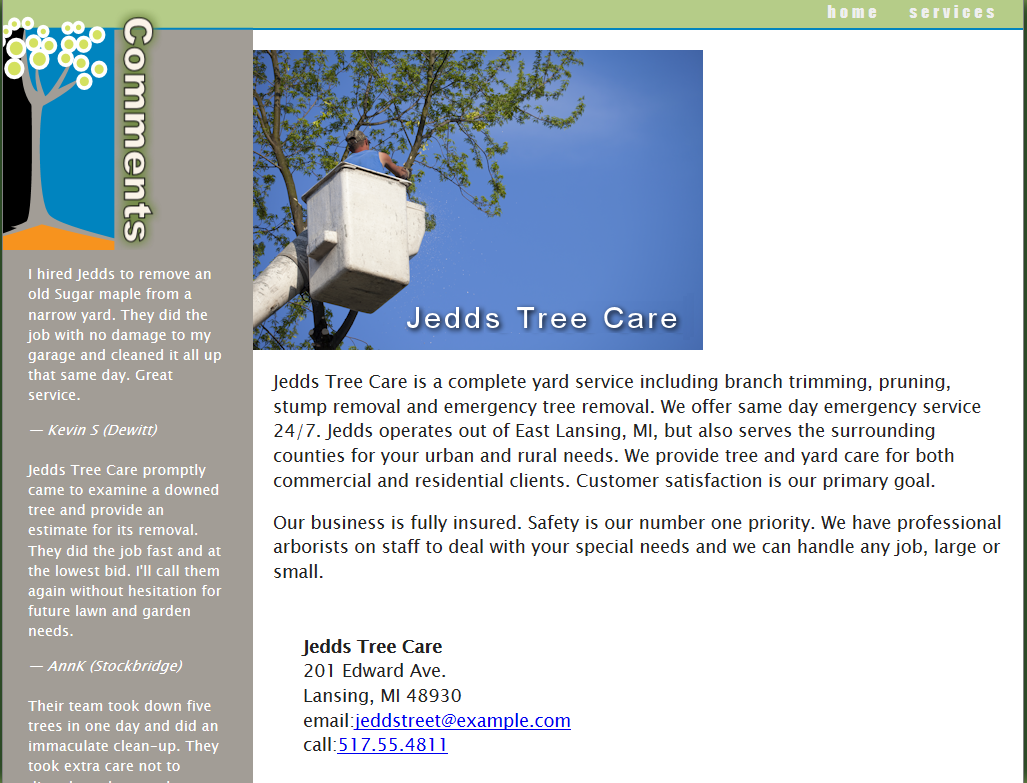 home services
Comments
I hired Jedds to remove an
old Sugar maple from a
narrow yard. They did the
job with no damage to my
garage and cleaned it all up
that same day. Great
service.
— Kevin S (Dewitt)
Jedds Tree Care promptly
came to examine a downed
tree and provide an
estimate for its removal.
They did the job fast and at
the lowest bid. I'll call them
again without hesitation for
future lawn and garden
needs.
— AnnK (Stockbridge)
Their team took down five
trees in one day and did an
immaculate clean-up. They
took extra care not to
Jedds Tree Care
Jedds Tree Care is a complete yard service including branch trimming, pruning,
stump removal and emergency tree removal. We offer same day emergency service
24/7. Jedds operates out of East Lansing, MI, but also serves the surrounding
counties for your urban and rural needs. We provide tree and yard care for both
commercial and residential clients. Customer satisfaction is our primary goal.
Our business is fully insured. Safety is our number one priority. We have professional
arborists on staff to deal with your special needs and we can handle any job, large or
small.
Jedds Tree Care
201 Edward Ave.
Lansing, MI 48930
email:jeddstreet@example.com
call:517.55.4811